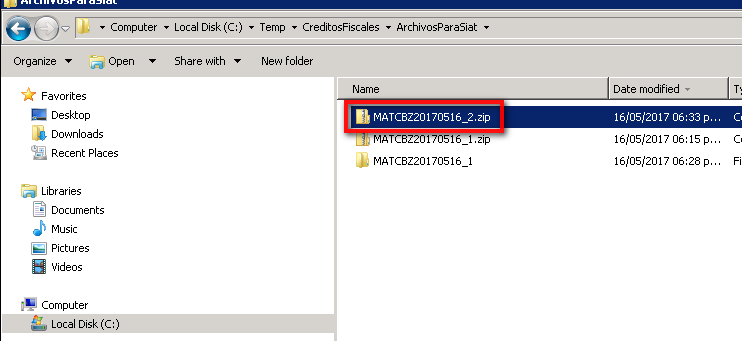 ArchivosParaSiat
Computer Local Disk (C:) Temp CreditosFiscales ArchivosParaSiat
Organize Open Share with New folder
Favorites
Desktop
Downloads
Recent Places
Libraries
Documents
Music
Pictures
Videos
Computer
Local Disk (C:)
Name Date modified Ty
MATCBZ20170516_2.zip 16/05/2017 06:33 p... Co
MATCBZ20170516_1.zip 16/05/2017 06:15 p... Co
MATCBZ20170516_1 16/05/2017 06:28 p... Fi